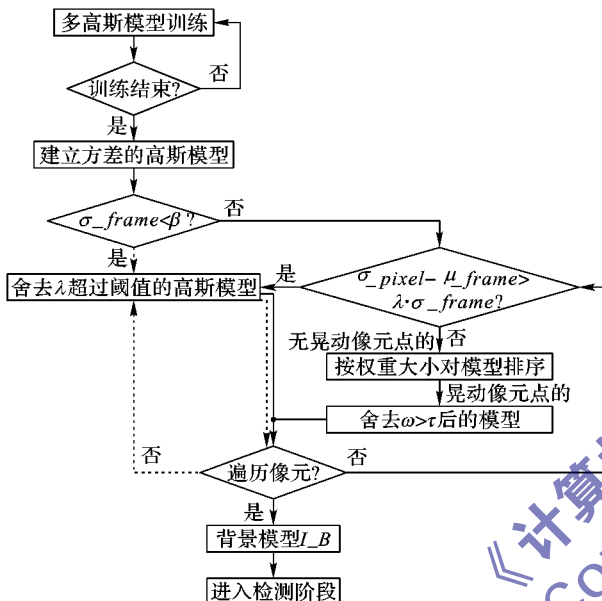 多高斯模型训练
否
训练结束?
是
建立方差的高斯模型
否
σ_frame<β?
是
σ_pixel-μ_frame>
是
舍去λ超过阈值的高斯模型
λ·σ_frame?
无晃动像元点的
否
按权重大小对模型排序
晃动像元点的
舍去ω>τ后的模型
否
遍历像元?
否
是
背景模型I_B
进入检测阶段
《计算
Co